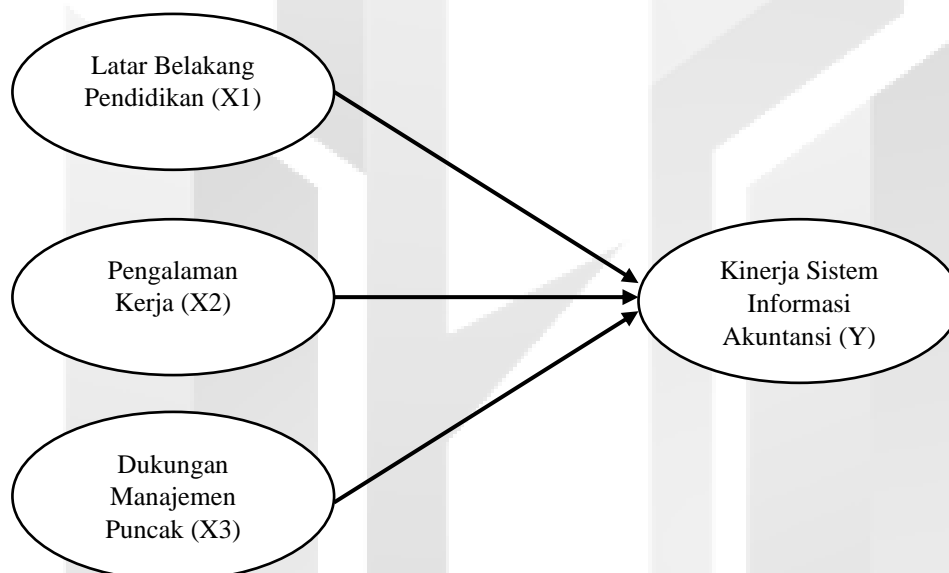 Latar Belakang
Pendidikan (X1)
Pengalaman
Kerja (X2)
Dukungan
Manajemen
Puncak (X3)
Kinerja Sistem
Informasi
Akuntansi (Y)